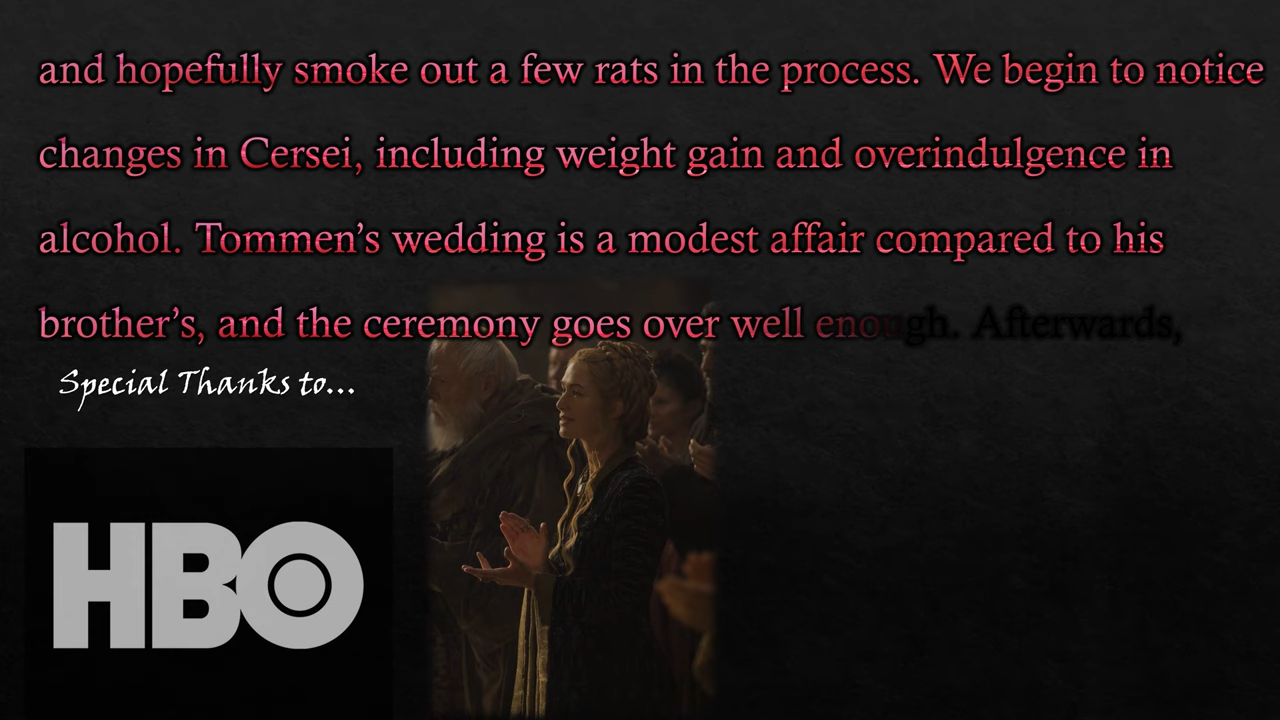 and hopefully smoke out a few rats in the process. We begin to notice
changes in Cersei, including weight gain and overindulgence in
alcohol. Tommen’s wedding is a modest affair compared to his
brother’s, and the ceremony goes over well enough. Afterwards,
Special Thanks to...
HBO